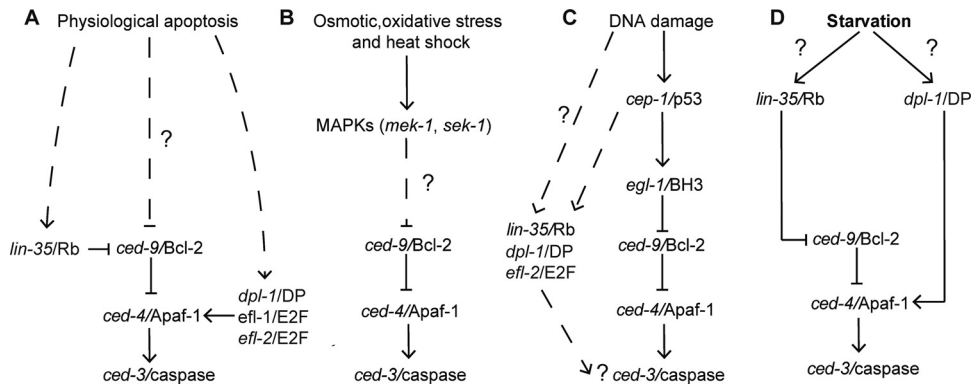 A
Physiological apoptosis
?
lin-35/Rb
ced-9/Bcl-2
ced-4/Apaf-1
dpl-1/DP
efl-1/E2F
efl-2/E2F
ced-3/caspase
B
Osmotic,oxidative stress
and heat shock
MAPKs (mek-1, sek-1)
?
ced-9/Bcl-2
ced-4/Apaf-1
ced-3/caspase
C
DNA damage
cep-1/p53
?
egl-1/BH3
lin-35/Rb
dpl-1/DP
efl-2/E2F
ced-9/Bcl-2
ced-4/Apaf-1
? ced-3/caspase
D
Starvation
?
?
lin-35/Rb
dpl-1/DP
ced-9/Bcl-2
ced-4/Apaf-1
ced-3/caspase